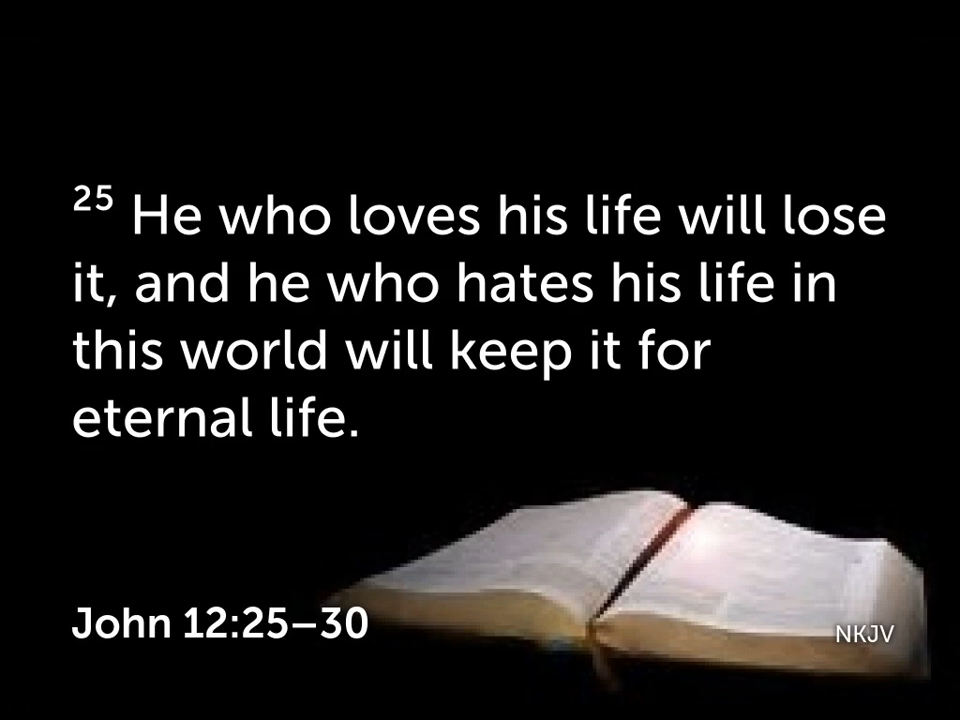 ²⁵ He who loves his life will lose
it, and he who hates his life in
this world will keep it for
eternal life.
John 12:25–30
NKJV